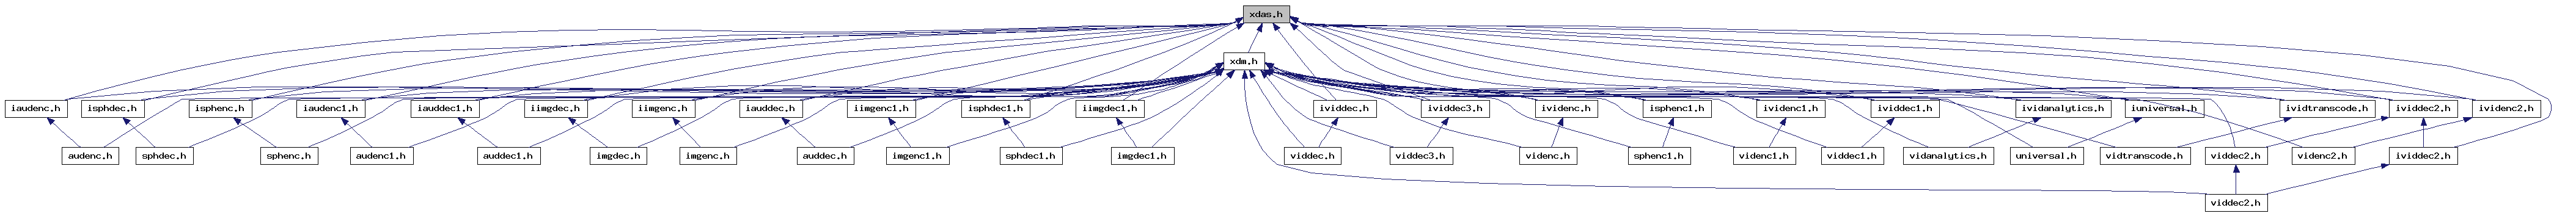 xdas.h
xdm.h
iaudenc.h
isphdec.h
isphenc.h
iaudenc1.h
iauddec1.h
iimgdec.h
iimgenc.h
iauddec.h
iimgenc1.h
isphdec1.h
iimgdec1.h
ividdec.h
ividdec3.h
ividenc.h
isphenc1.h
ividenc1.h
ividdec1.h
ividanalytics.h
iuniversal.h
ividtranscode.h
ividdec2.h
ividenc2.h
audenc.h
sphdec.h
sphenc.h
audenc1.h
auddec1.h
imgdec.h
imgenc.h
auddec.h
imgenc1.h
sphdec1.h
imgdec1.h
viddec.h
viddec3.h
videnc.h
sphenc1.h
videnc1.h
viddec1.h
vidanalytics.h
universal.h
vidtranscode.h
viddec2.h
videnc2.h
ividdec2.h
viddec2.h